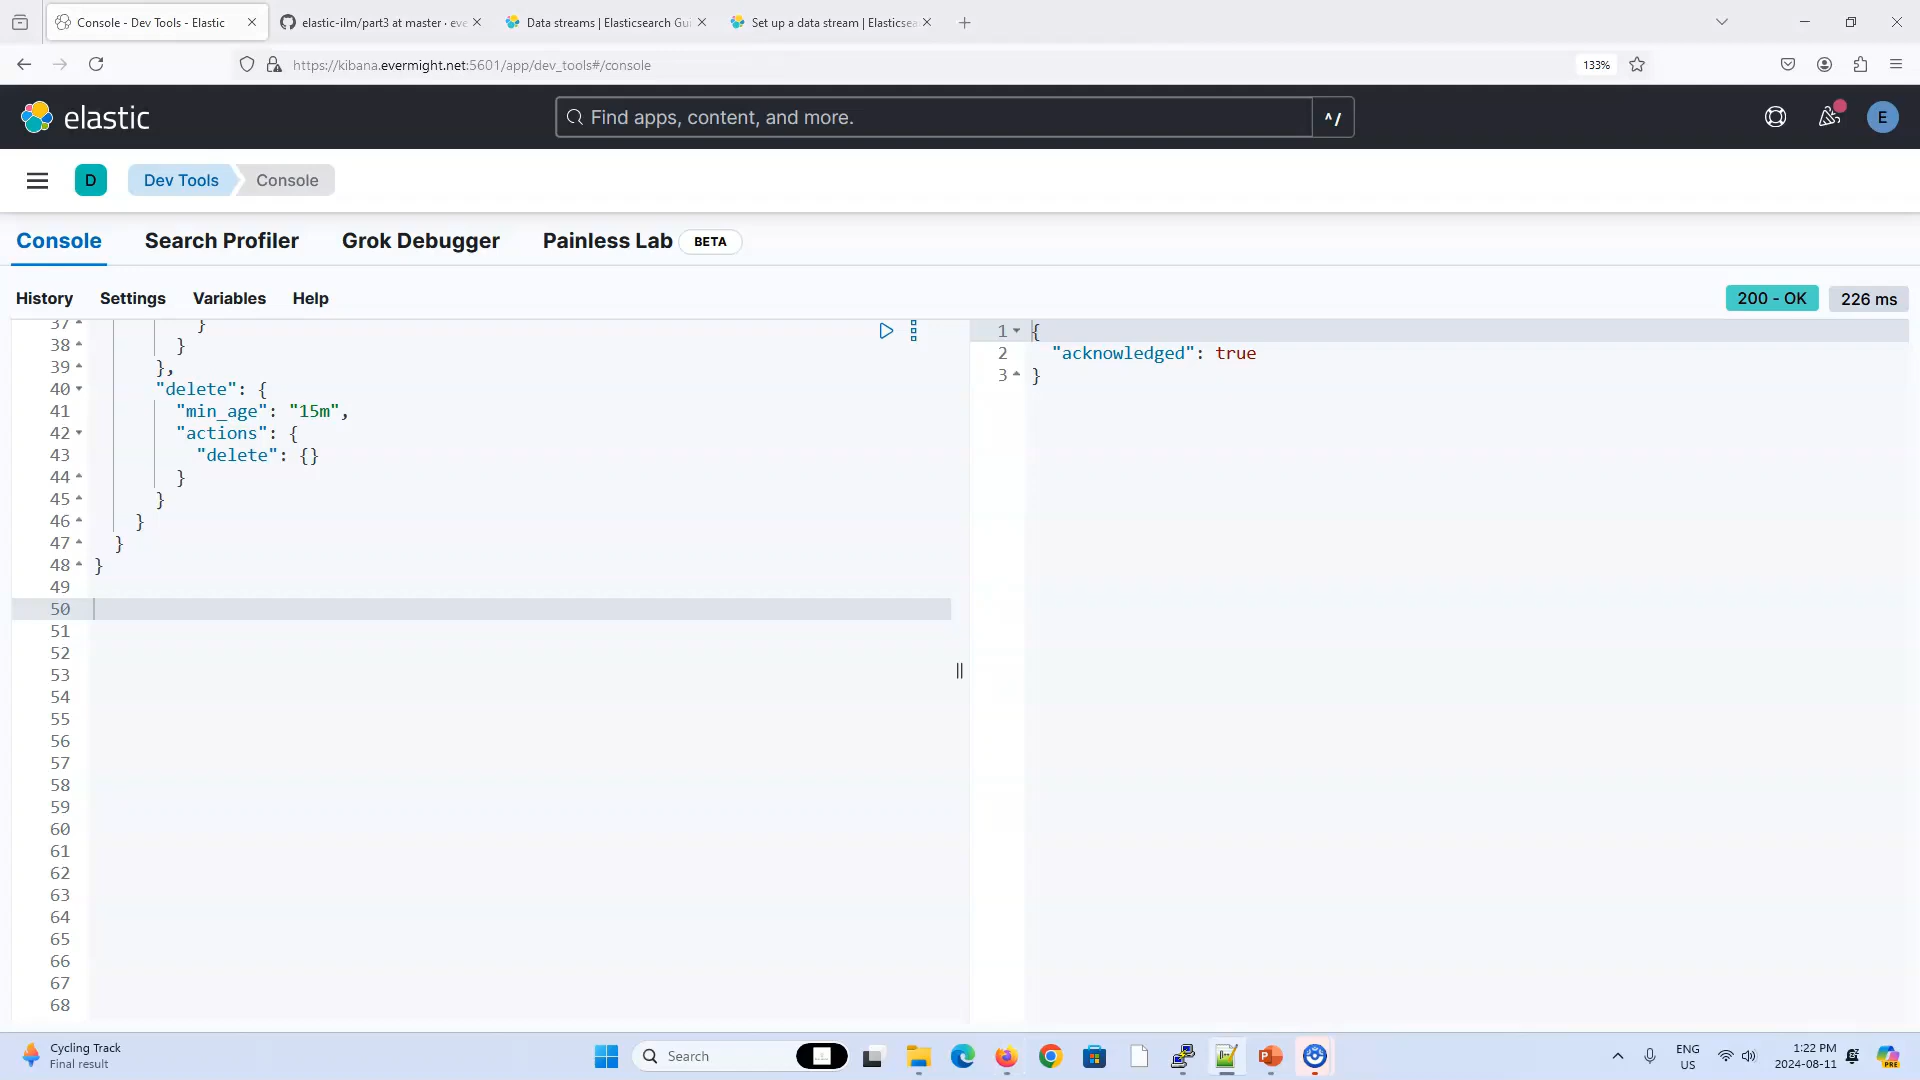 Console - Dev Tools - Elastic
elastic-ilm/part3 at master · eve
Data streams | Elasticsearch Gui
Set up a data stream | Elasticsea
https://kibana.evermight.net:5601/app/dev_tools#/console
133%
elastic
Find apps, content, and more.
^/
E
D
Dev Tools
Console
Console
Search Profiler
Grok Debugger
Painless Lab
BETA
History
Settings
Variables
Help
200 - OK
226 ms
37 }
38 }
39 },
40 "delete": {
41 "min_age": "15m",
42 "actions": {
43 "delete": {}
44 }
45 }
46 }
47 }
48 }
49
50
51
52
53
54
55
56
57
58
59
60
61
62
63
64
65
66
67
68
1 {
2 "acknowledged": true
3 }
Cycling Track
Final result
Search
ENG
US
1:22 PM
2024-08-11
PRE